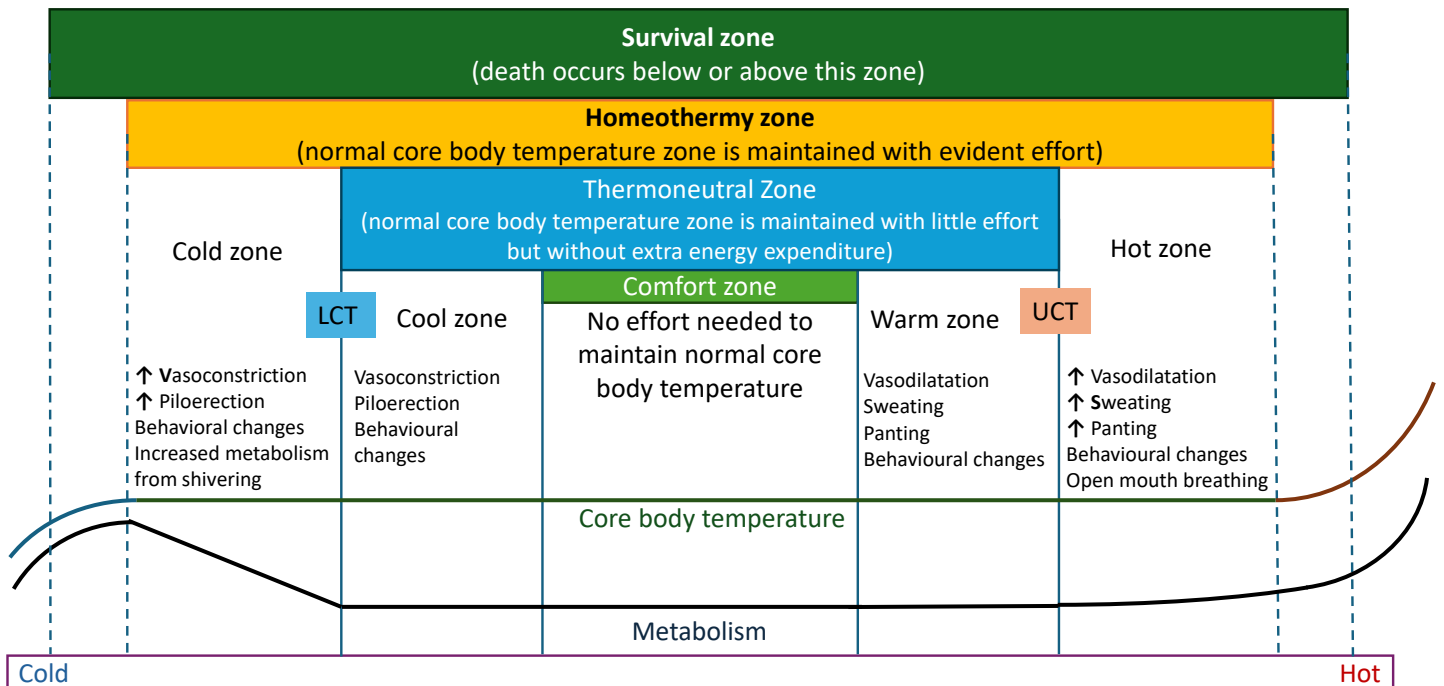 Survival zone
(death occurs below or above this zone)
Homeothermy zone
(normal core body temperature zone is maintained with evident effort)
Thermoneutral Zone
(normal core body temperature zone is maintained with little effort
but without extra energy expenditure)
Cold zone
Hot zone
Comfort zone
LCT
Cool zone
No effort needed to
maintain normal core
body temperature
Warm zone
UCT
↑ Vasoconstriction
↑ Piloerection
Behavioral changes
Increased metabolism
from shivering
Vasoconstriction
Piloerection
Behavioural
changes
Vasodilatation
Sweating
Panting
Behavioural changes
↑ Vasodilatation
↑ Sweating
↑ Panting
Behavioural changes
Open mouth breathing
Core body temperature
Metabolism
Cold
Hot